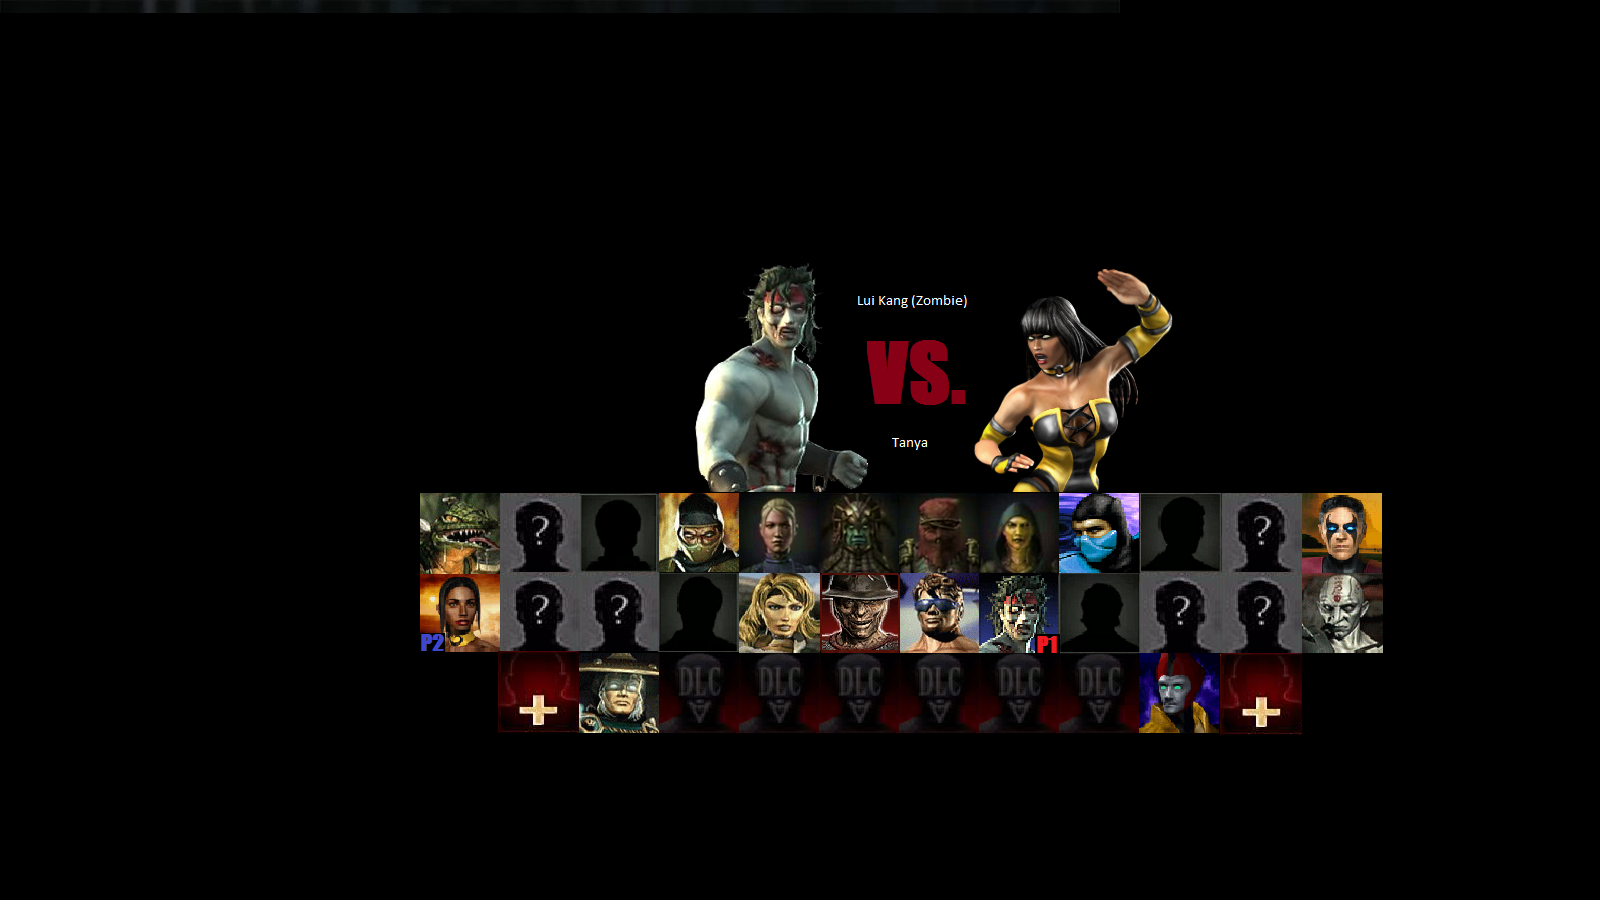 Lui Kang (Zombie)
VS.
Tanya
? ?
P2 ? ? P1 ? ?
DLC DLC DLC DLC DLC DLC